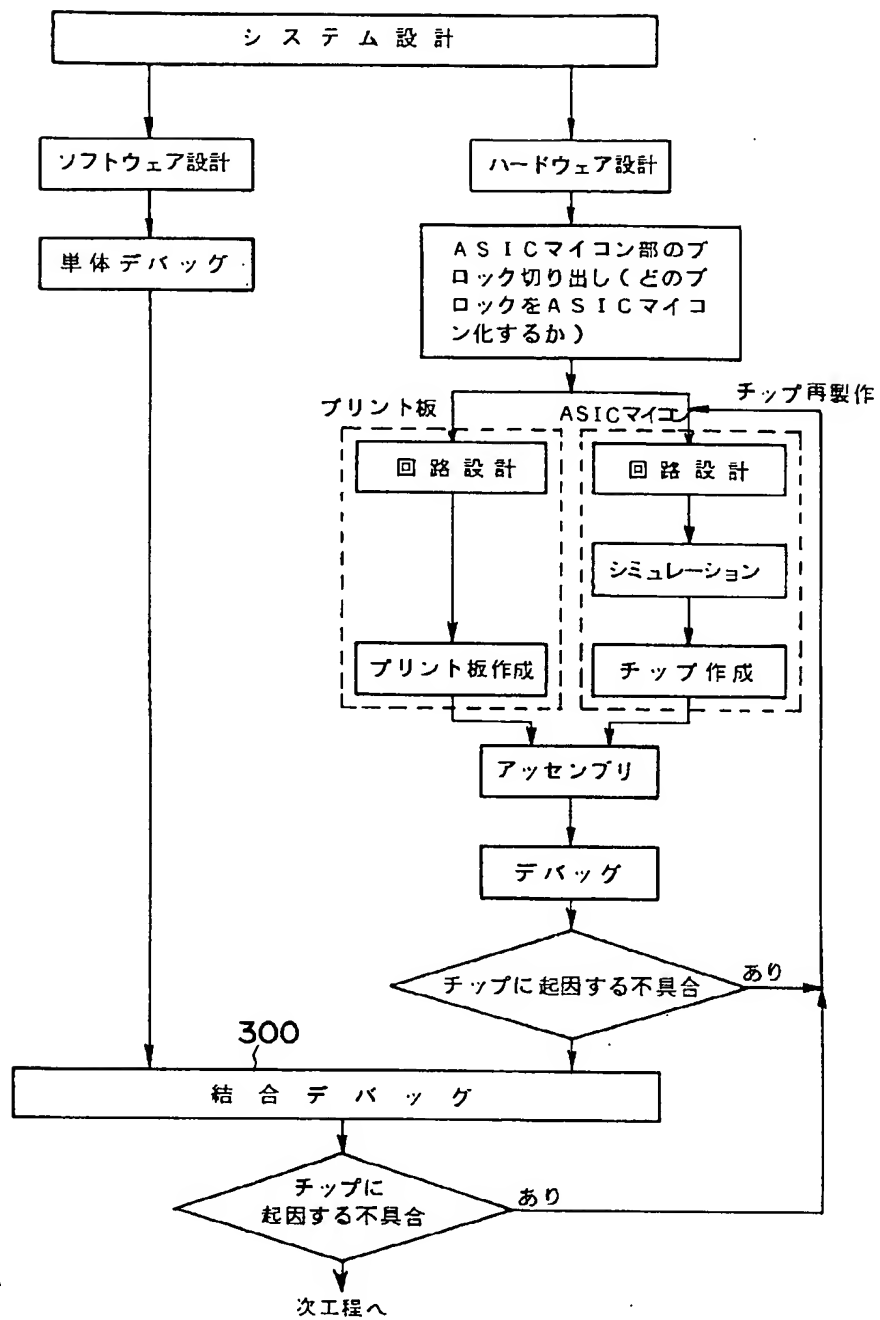 システム設計
ソフトウェア設計
ハードウェア設計
単体デバッグ
ASICマイコン部のブ
ロック切り出し(どのブ
ロックをASICマイコ
ン化するか)
チップ再製作
プリント板
ASICマイコン
回路設計
回路設計
シミュレーション
プリント板作成
チップ作成
アッセンブリ
デバッグ
チップに起因する不具合
あり
300
結合デバッグ
チップに
起因する不具合
あり
次工程へ